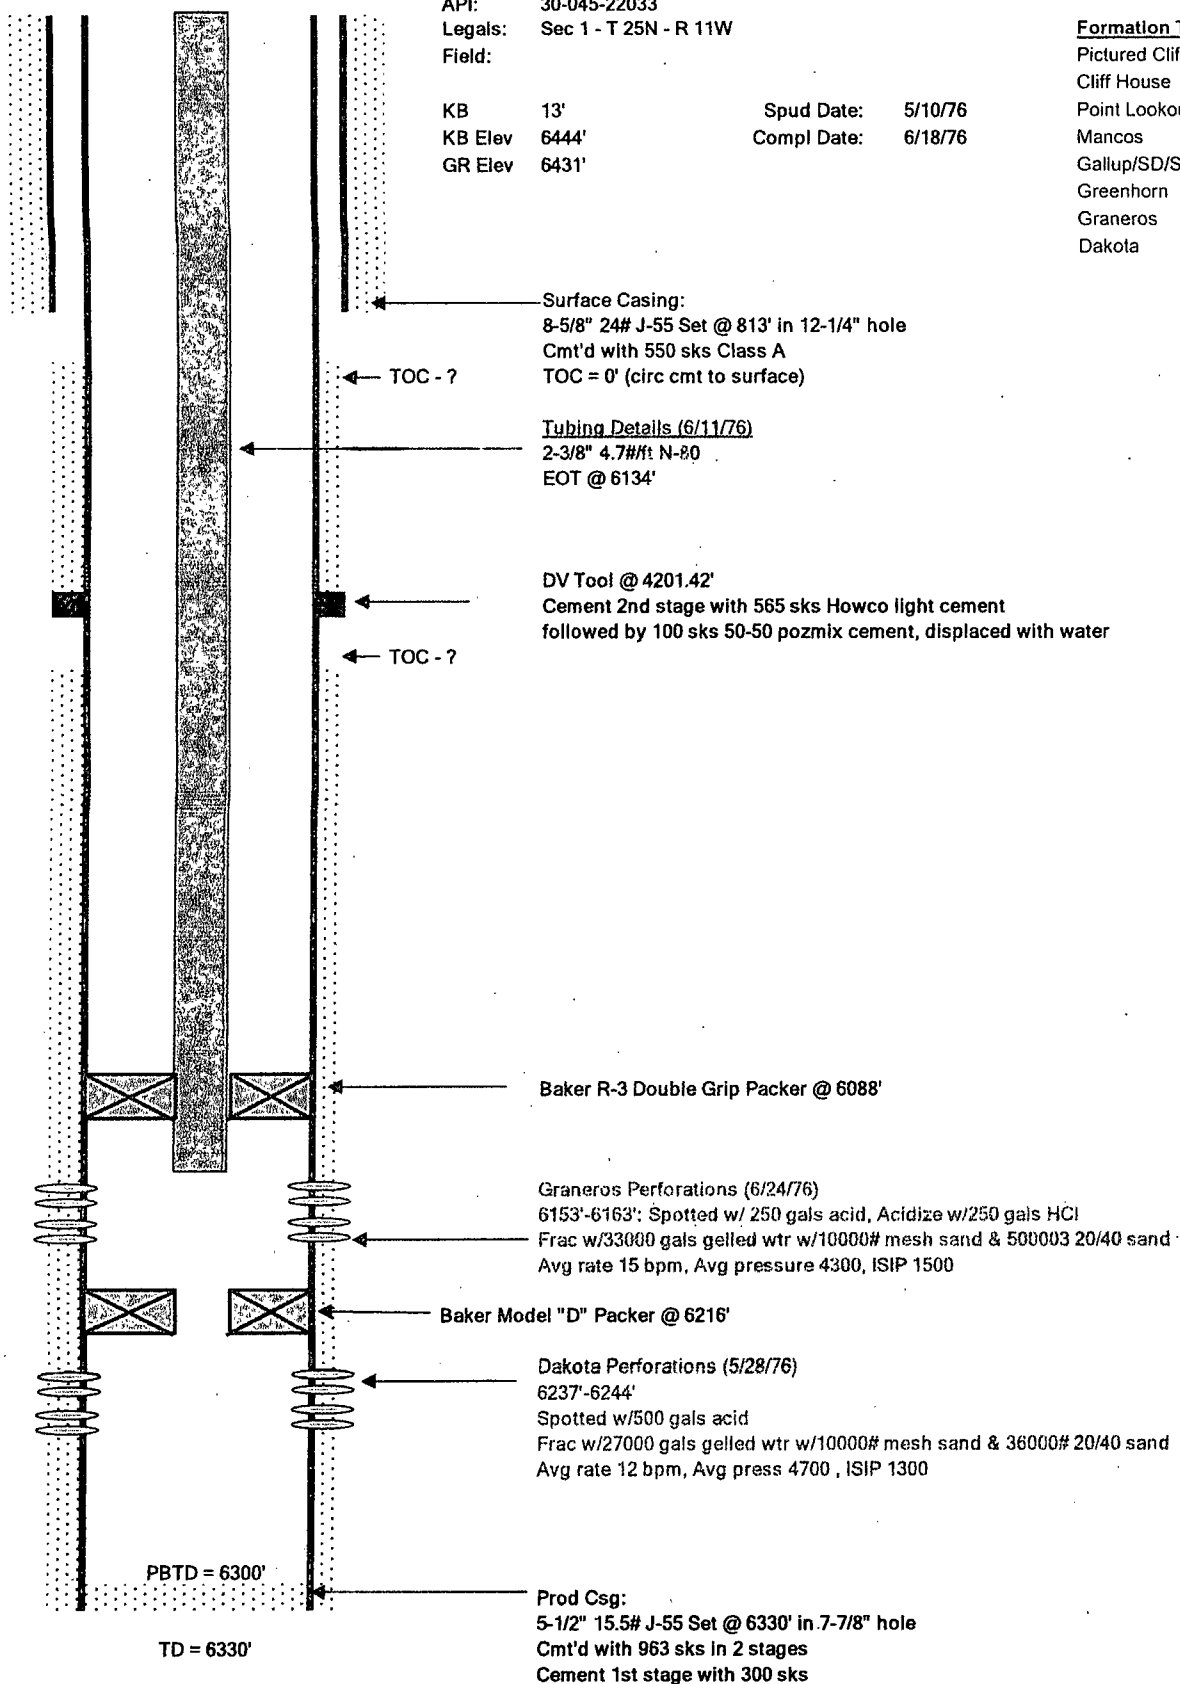 API: 30-045-22033
Legals: Sec 1 - T 25N - R 11W
Field:
KB 13' Spud Date: 5/10/76
KB Elev 6444' Compl Date: 6/18/76
GR Elev 6431'
Formation
Pictured Clif
Cliff House
Point Looko
Mancos
Gallup/SD/S
Greenhorn
Graneros
Dakota
Surface Casing:
8-5/8" 24# J-55 Set @ 813' in 12-1/4" hole
Cmt'd with 550 sks Class A
TOC = 0' (circ cmt to surface)
TOC - ?
Tubing Details (6/11/76)
2-3/8" 4.7#/ft N-80
EOT @ 6134'
DV Tool @ 4201.42'
Cement 2nd stage with 565 sks Howco light cement
followed by 100 sks 50-50 pozmix cement, displaced with water
TOC - ?
Baker R-3 Double Grip Packer @ 6088'
Graneros Perforations (6/24/76)
6153'-6163': Spotted w/ 250 gals acid, Acidize w/250 gals HCl
Frac w/33000 gals gelled wtr w/10000# mesh sand & 500003 20/40 sand
Avg rate 15 bpm, Avg pressure 4300, ISIP 1500
Baker Model "D" Packer @ 6216'
Dakota Perforations (5/28/76)
6237'-6244'
Spotted w/500 gals acid
Frac w/27000 gals gelled wtr w/10000# mesh sand & 36000# 20/40 sand
Avg rate 12 bpm, Avg press 4700 , ISIP 1300
PBTD = 6300'
Prod Csg:
5-1/2" 15.5# J-55 Set @ 6330' in 7-7/8" hole
Cmt'd with 963 sks in 2 stages
Cement 1st stage with 300 sks
TD = 6330'